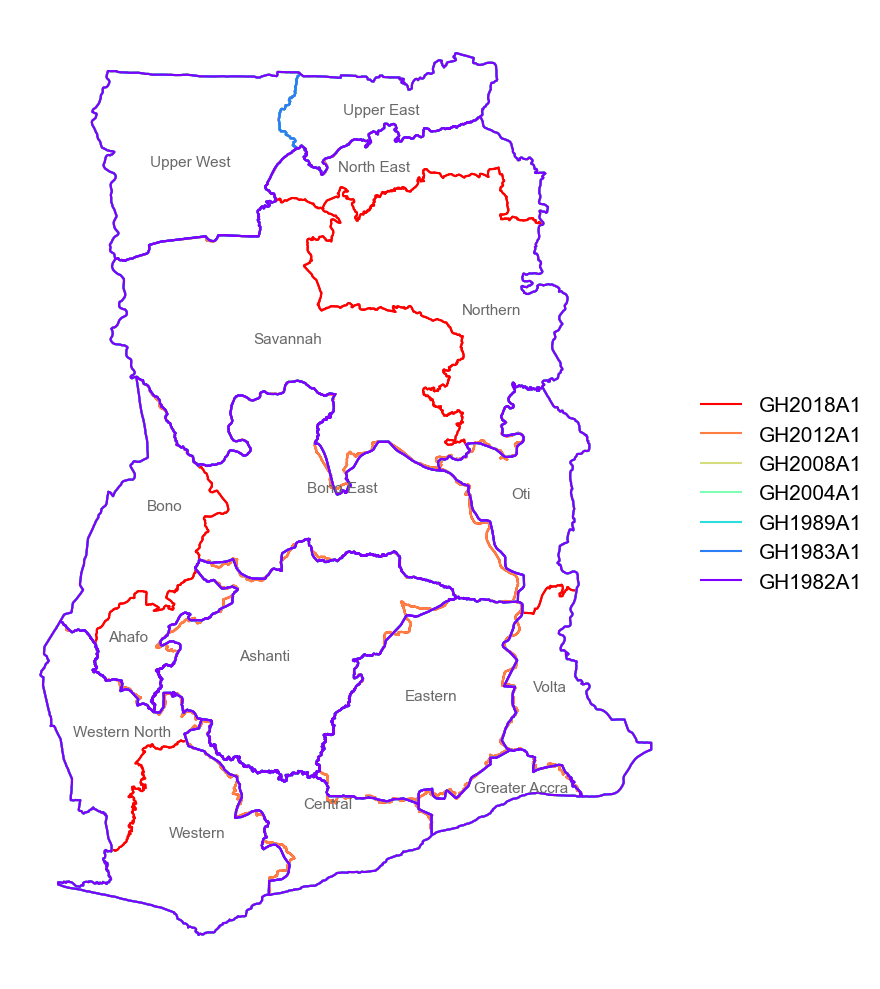 Upper East
Upper West
North East
Northern
Savannah
Bono East
Oti
Bono
Ahafo
Ashanti
Volta
Eastern
Western North
Greater Accra
Central
Western
GH2018A1
GH2012A1
GH2008A1
GH2004A1
GH1989A1
GH1983A1
GH1982A1